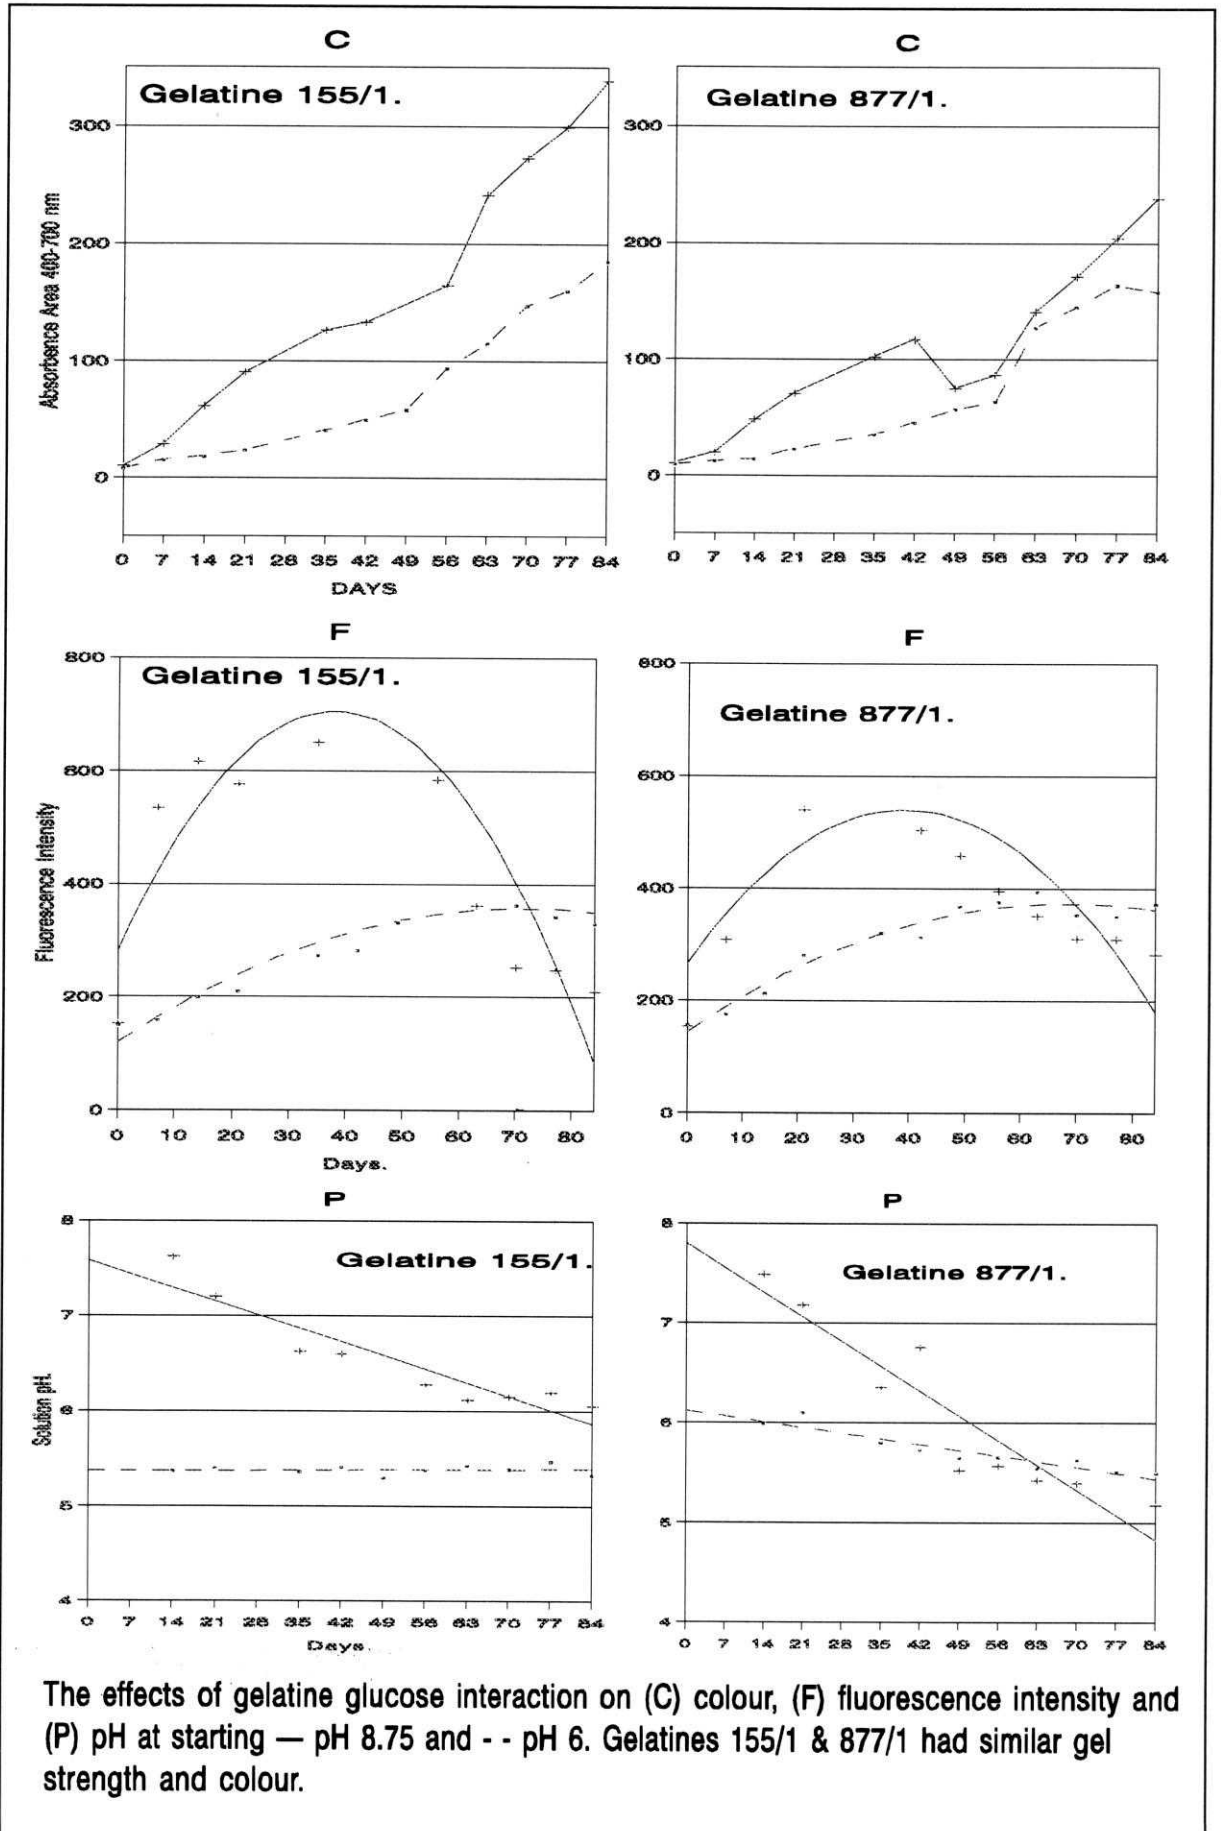 C
Gelatine 155/1.
Absorbence Area 400-700 nm
300
200
100
0
0 7 14 21 28 35 42 49 56 63 70 77 84
DAYS
C
Gelatine 877/1.
300
200
100
0
0 7 14 21 28 35 42 49 56 63 70 77 84
F
Gelatine 155/1.
Fluorescence Intensity
800
600
400
200
0
0 10 20 30 40 50 60 70 80
Days.
F
Gelatine 877/1.
800
600
400
200
0
0 10 20 30 40 50 60 70 80
P
Gelatine 155/1.
Solution pH.
8
7
6
5
4
0 7 14 21 28 35 42 49 56 63 70 77 84
Days.
P
Gelatine 877/1.
8
7
6
5
4
0 7 14 21 28 35 42 49 56 63 70 77 84
The effects of gelatine glucose interaction on (C) colour, (F) fluorescence intensity and
(P) pH at starting — pH 8.75 and - - pH 6. Gelatines 155/1 & 877/1 had similar gel
strength and colour.